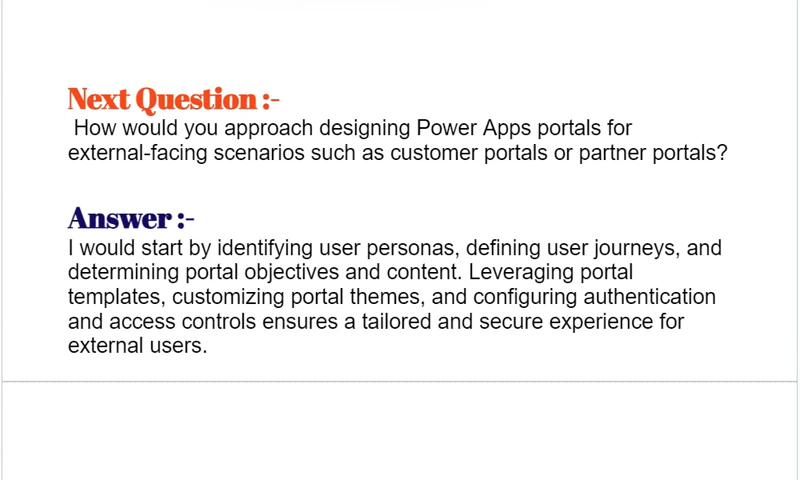 Next Question :-
How would you approach designing Power Apps portals for
external-facing scenarios such as customer portals or partner portals?
Answer :-
I would start by identifying user personas, defining user journeys, and
determining portal objectives and content. Leveraging portal
templates, customizing portal themes, and configuring authentication
and access controls ensures a tailored and secure experience for
external users.